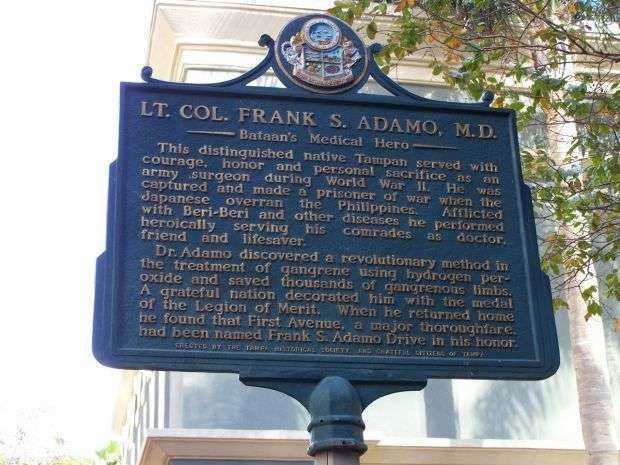 LT. COL. FRANK S. ADAMO, M.D.
Bataan's Medical Hero
This distinguished native Tampan served with
courage, honor and personal sacrifice as an
army surgeon during World War II. He was
captured and made a prisoner of war when the
Japanese overran the Philippines. Afflicted
with Beri-Beri and other diseases he performed
heroically serving his comrades as doctor,
friend and lifesaver.
Dr. Adamo discovered a revolutionary method in
the treatment of gangrene using hydrogen per-
oxide and saved thousands of gangrenous limbs.
A grateful nation decorated him with the medal
of the Legion of Merit. When he returned home
he found that First Avenue, a major thoroughfare,
had been named Frank S. Adamo Drive in his honor.
ERECTED BY THE TAMPA HISTORICAL SOCIETY AND GRATEFUL CITIZENS OF TAMPA